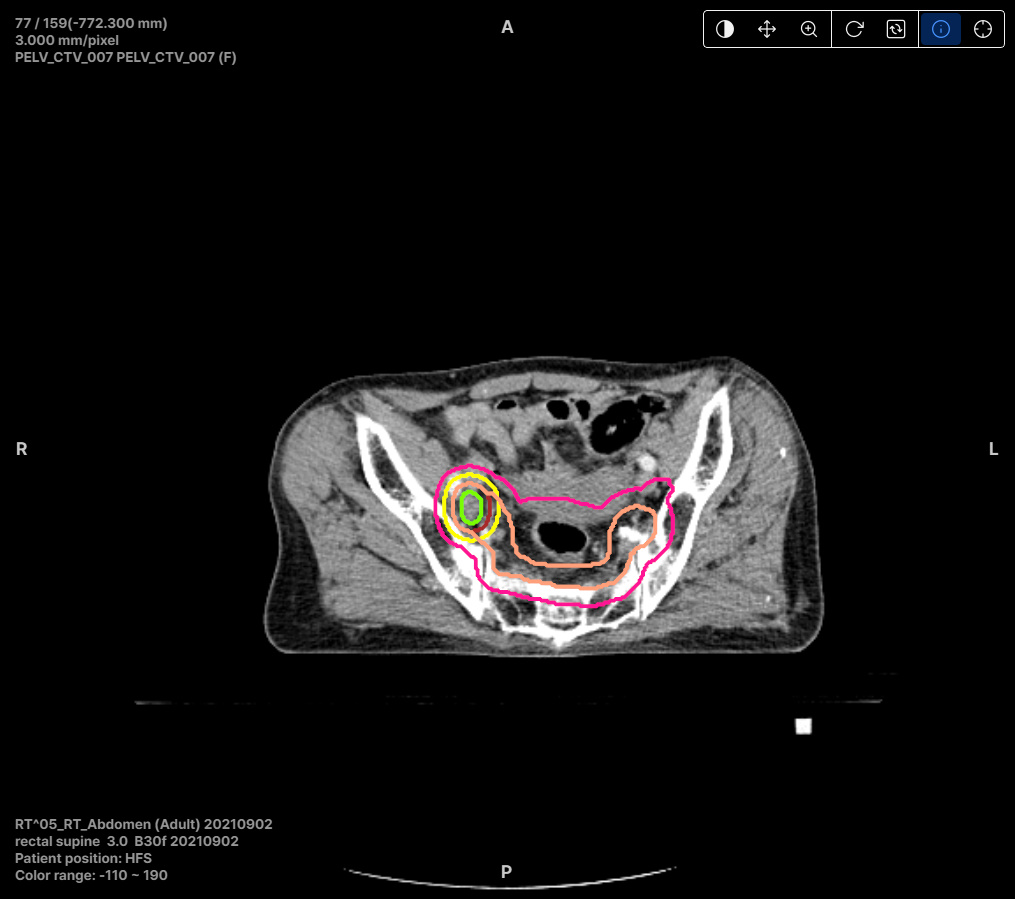 77 / 159(-772.300 mm)
3.000 mm/pixel
PELV_CTV_007 PELV_CTV_007 (F)
A
R
L
RT^05_RT_Abdomen (Adult) 20210902
rectal supine  3.0  B30f 20210902
Patient position: HFS
Color range: -110 ~ 190
P